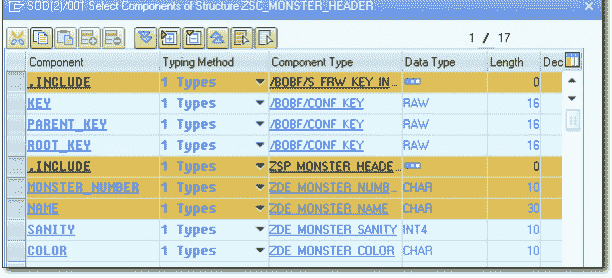 SOD(2)/001 Select Components of Structure ZSC_MONSTER_HEADER
1 / 17
Component Typing Method Component Type Data Type Length Dec
.INCLUDE 1 Types /BOBF/S_FRW_KEY_IN… 0
KEY 1 Types /BOBF/CONF_KEY RAW 16
PARENT_KEY 1 Types /BOBF/CONF_KEY RAW 16
ROOT_KEY 1 Types /BOBF/CONF_KEY RAW 16
.INCLUDE 1 Types ZSP_MONSTER_HEADE… 0
MONSTER_NUMBER 1 Types ZDE_MONSTER_NUMB… CHAR 10
NAME 1 Types ZDE_MONSTER_NAME CHAR 30
SANITY 1 Types ZDE_MONSTER_SANITY INT4 10
COLOR 1 Types ZDE_MONSTER_COLOR CHAR 10